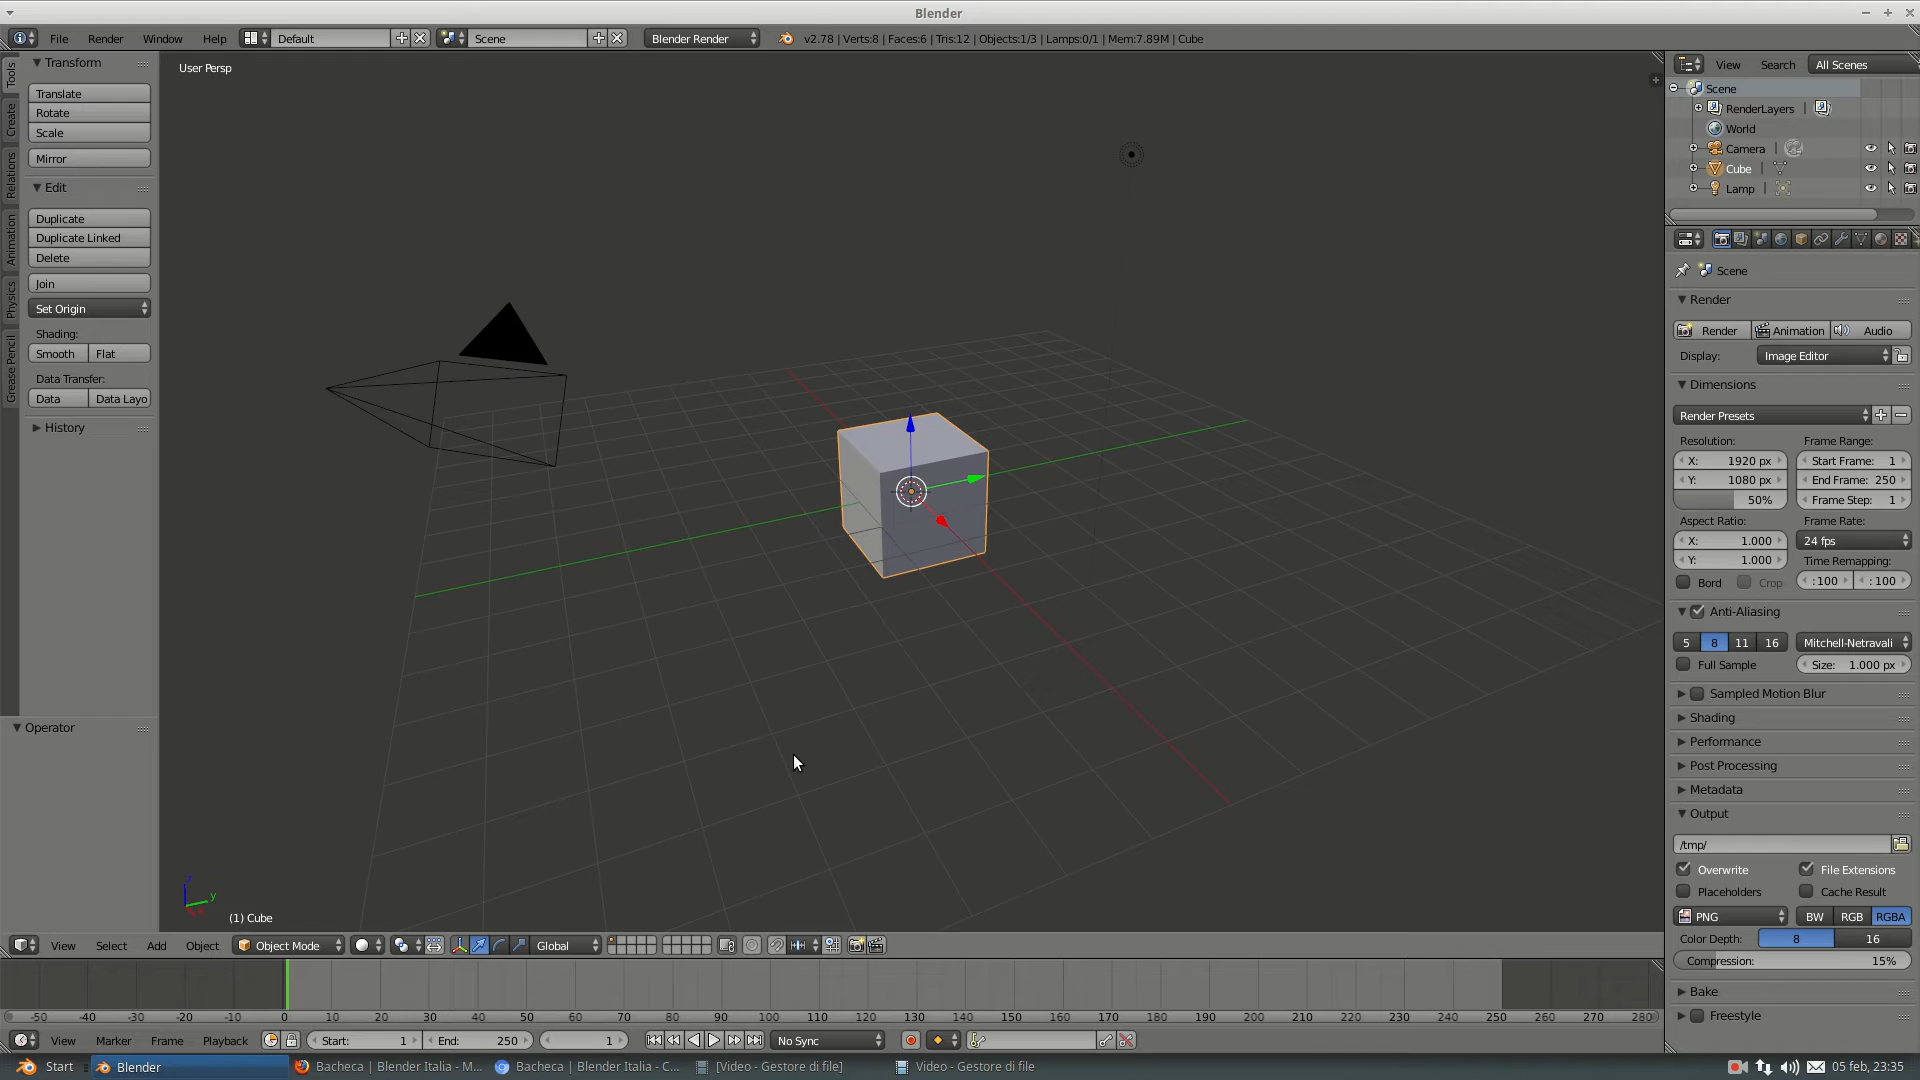 Blender
File Render Window Help Default Scene Blender Render v2.78 | Verts:8 | Faces:6 | Tris:12 | Objects:1/3 | Lamps:0/1 | Mem:7.89M | Cube
Tools
Create
Relations
Animation
Physics
Grease Pencil
Transform
Translate
Rotate
Scale
Mirror
Edit
Duplicate
Duplicate Linked
Delete
Join
Set Origin
Shading:
Smooth Flat
Data Transfer:
Data Data Layo
History
Operator
User Persp
z
y
x
(1) Cube
View Select Add Object Object Mode Global
-50 -40 -30 -20 -10 0 10 20 30 40 50 60 70 80 90 100 110 120 130 140 150 160 170 180 190 200 210 220 230 240 250 260 270 280
View Marker Frame Playback Start: 1 End: 250 1 No Sync
View Search All Scenes
Scene
RenderLayers |
World
Camera |
Cube |
Lamp |
Scene
Render
Render Animation Audio
Display: Image Editor
Dimensions
Render Presets
Resolution: Frame Range:
X: 1920 px Start Frame: 1
Y: 1080 px End Frame: 250
50% Frame Step: 1
Aspect Ratio: Frame Rate:
X: 1.000 24 fps
Y: 1.000 Time Remapping:
Bord Crop :100 :100
Anti-Aliasing
5 8 11 16 Mitchell-Netravali
Full Sample Size: 1.000 px
Sampled Motion Blur
Shading
Performance
Post Processing
Metadata
Output
/tmp/
Overwrite File Extensions
Placeholders Cache Result
PNG BW RGB RGBA
Color Depth: 8 16
Compression: 15%
Bake
Freestyle
Start Blender Bacheca | Blender Italia - M... Bacheca | Blender Italia - C... [Video - Gestore di file] Video - Gestore di file 05 feb, 23:35